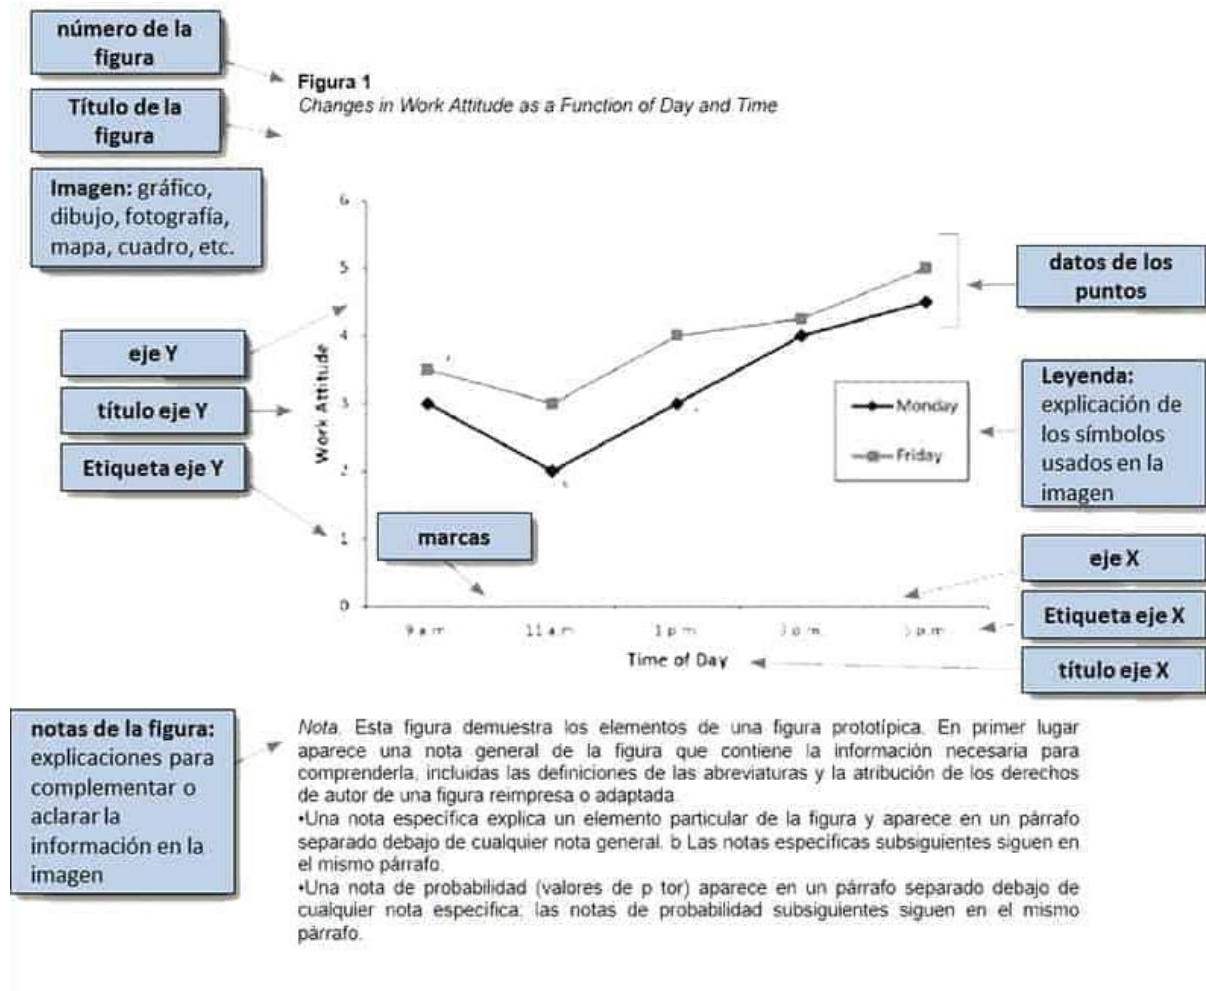 número de la
figura
Figura 1
Título de la
figura
Changes in Work Attitude as a Function of Day and Time
Imagen: gráfico,
dibujo, fotografía,
mapa, cuadro, etc.
6
5
4
3
2
1
0
Work Attitude
datos de los
puntos
eje Y
título eje Y
Etiqueta eje Y
Monday
Friday
Leyenda:
explicación de
los símbolos
usados en la
imagen
marcas
eje X
Etiqueta eje X
título eje X
9 a.m.
11 a.m.
1 p.m.
3 p.m.
5 p.m.
Time of Day
notas de la figura:
explicaciones para
complementar o
aclarar la
información en la
imagen
Nota. Esta figura demuestra los elementos de una figura prototípica. En primer lugar
aparece una nota general de la figura que contiene la información necesaria para
comprenderla, incluidas las definiciones de las abreviaturas y la atribución de los derechos
de autor de una figura reimpresa o adaptada
•Una nota específica explica un elemento particular de la figura y aparece en un párrafo
separado debajo de cualquier nota general. b Las notas específicas subsiguientes siguen en
el mismo párrafo.
•Una nota de probabilidad (valores de p tor) aparece en un párrafo separado debajo de
cualquier nota específica; las notas de probabilidad subsiguientes siguen en el mismo
párrafo.